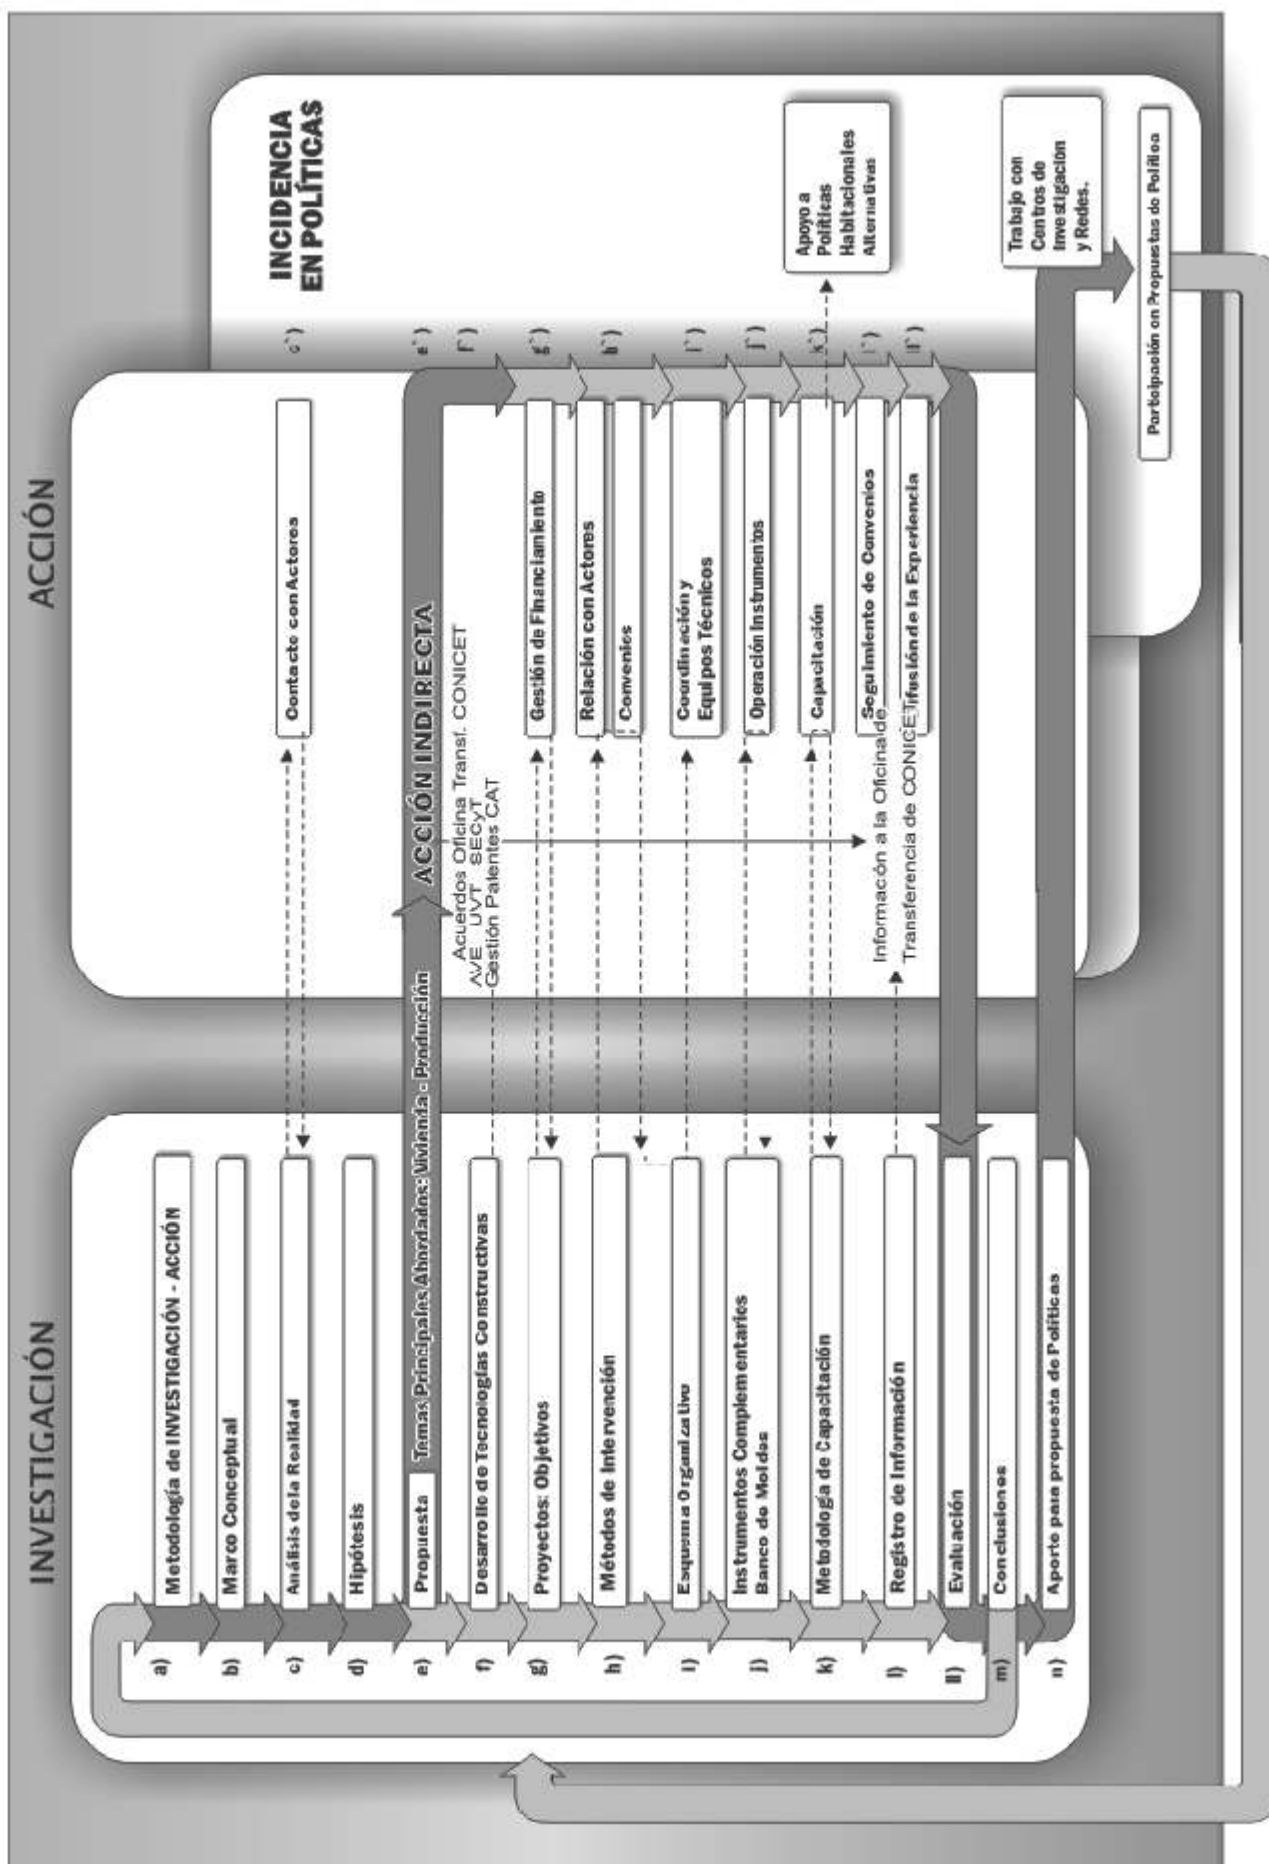 INVESTIGACIÓN
a)
Metodología de INVESTIGACIÓN - ACCIÓN
b)
Marco Conceptual
c)
Análisis de la Realidad
d)
Hipótesis
e)
Propuesta
Temas Principales Abordados: Vivienda - Producción
f)
Desarrollo de Tecnologías Constructivas
g)
Proyectos: Objetivos
h)
Métodos de Intervención
i)
Esquema Organizativo
j)
Instrumentos Complementarios
Banco de Moldes
k)
Metodología de Capacitación
l)
Registro de Información
ll)
Evaluación
m)
Conclusiones
n)
Aporte para propuesta de Políticas
ACCIÓN
Contacto con Actores
c`)
ACCIÓN INDIRECTA
e`)
Acuerdos Oficina Transf. CONICET
AVE UVT SECyT
Gestión Patentes CAT
f`)
Gestión de Financiamiento
g`)
Relación con Actores
h`)
Convenios
Coordinación y
Equipos Técnicos
i`)
Operación Instrumentos
j`)
Capacitación
k`)
Seguimiento de Convenios
l`)
Información a la Oficina de
Transferencia de CONICET
ifusión de la Experiencia
ll`)
INCIDENCIA
EN POLÍTICAS
Apoyo a
Políticas
Habitacionales
Alternativas
Trabajo con
Centros de
Investigación
y Redes.
Participación en Propuestas de Política